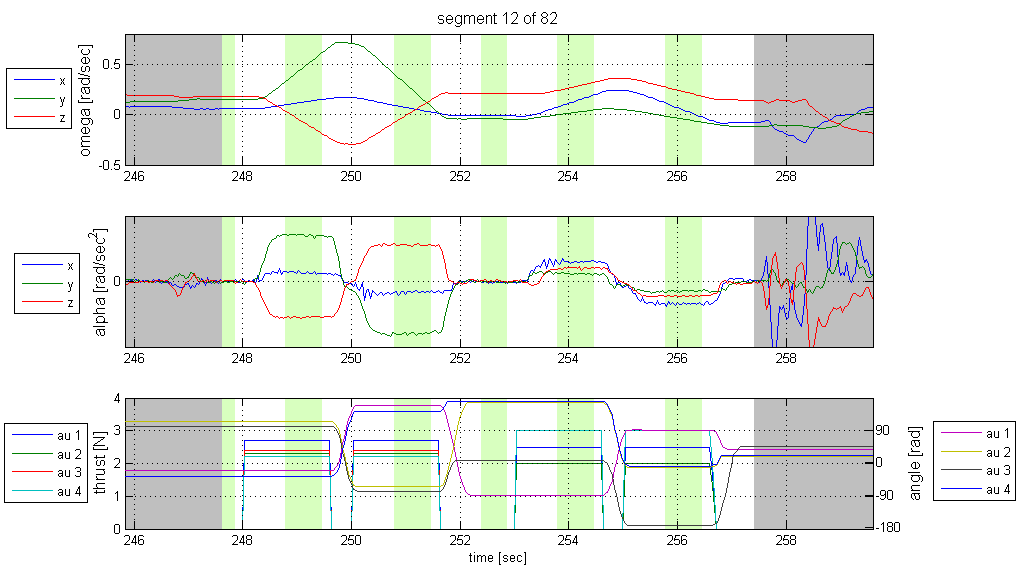 segment 12 of 82
omega [rad/sec]
x
y
z
0.5
0
-0.5
246 248 250 252 254 256 258
alpha [rad/sec²]
x
y
z
0
246 248 250 252 254 256 258
thrust [N]
au 1
au 2
au 3
au 4
4
3
2
1
0
90
0
-90
-180
angle [rad]
au 1
au 2
au 3
au 4
246 248 250 252 254 256 258
time [sec]